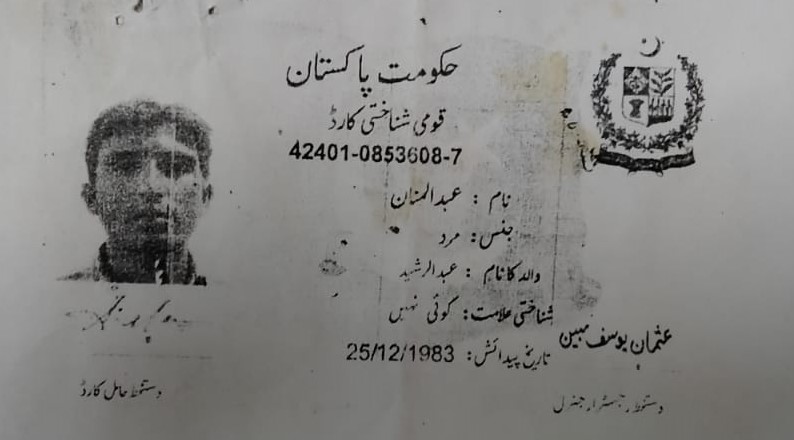 حکومت پاکستان
قومی شناختی کارڈ
42401-0853608-7
نام : عبدالمنان
جنس : مرد
والد کا نام : عبدالرشید
شناختی علامت : کوئی نہیں
تاریخ پیدائش : 25/12/1983
عثمان یوسف مبین
دستخط رجسٹرار جنرل
دستخط حامل کارڈ